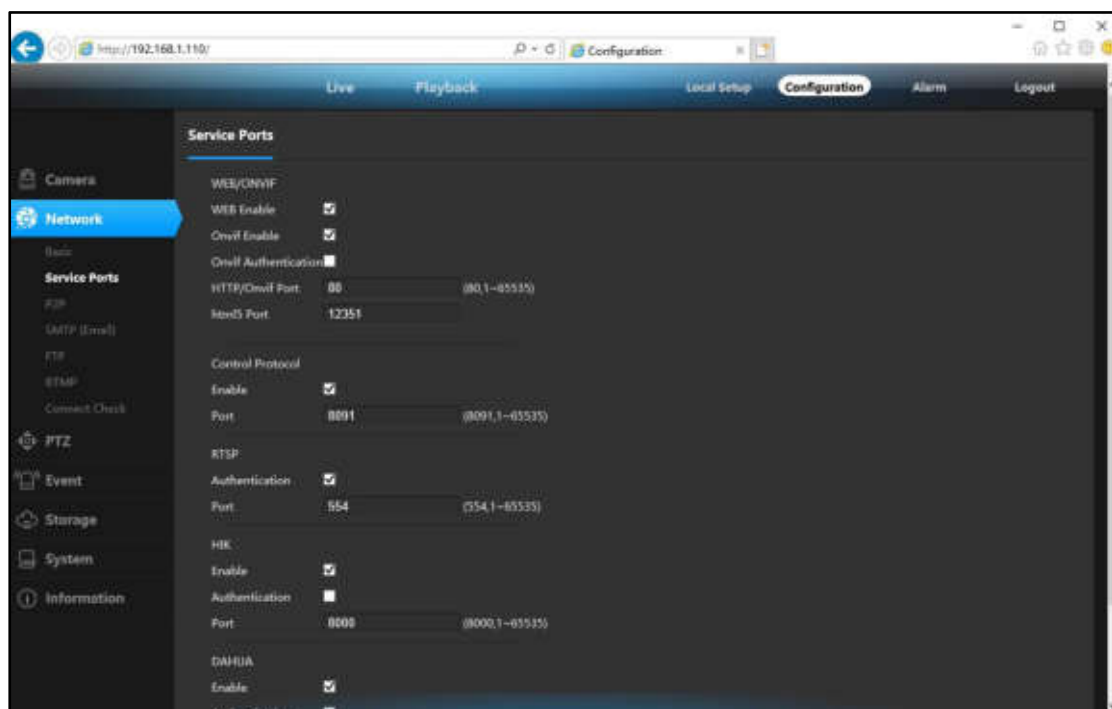 http://192.168.1.110/
Configuration
Live Playback Local Setup Configuration Alarm Logout
Service Ports
Camera
Network
Basic
Service Ports
P2P
SMTP (Email)
FTP
RTMP
Connect Check
PTZ
Event
Storage
System
Information
WEB/ONVIF
WEB Enable
Onvif Enable
Onvif Authentication
HTTP/Onvif Port 80 (80,1~65535)
html5 Port 12351
Control Protocol
Enable
Port 8091 (8091,1~65535)
RTSP
Authentication
Port 554 (554,1~65535)
HIK
Enable
Authentication
Port 8000 (8000,1~65535)
DAHUA
Enable